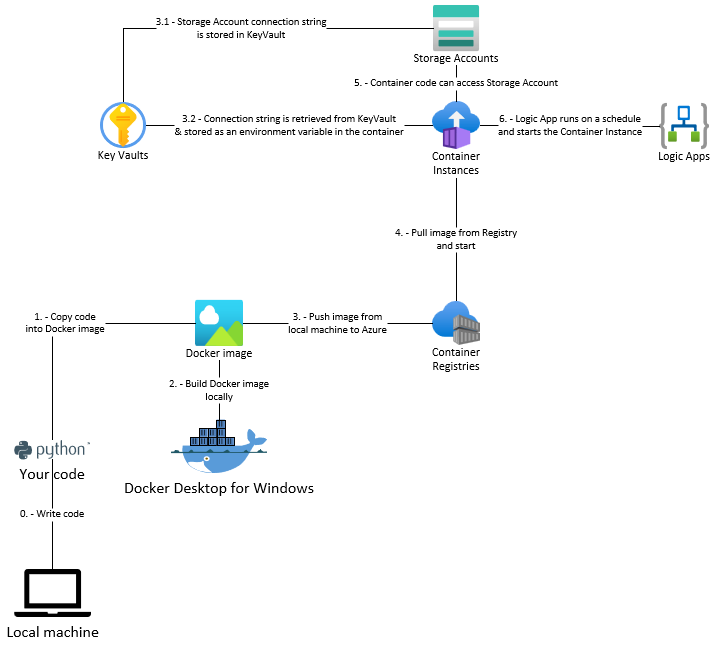 3.1 - Storage Account connection string
is stored in KeyVault
Storage Accounts
5. - Container code can access Storage Account
3.2 - Connection string is retrieved from KeyVault
& stored as an environment variable in the container
6. - Logic App runs on a schedule
and starts the Container Instance
Key Vaults
Container
Instances
Logic Apps
4. - Pull image from Registry
and start
1. - Copy code
into Docker image
3. - Push image from
local machine to Azure
Docker image
Container
Registries
2. - Build Docker image
locally
python
Your code
Docker Desktop for Windows
0. - Write code
Local machine